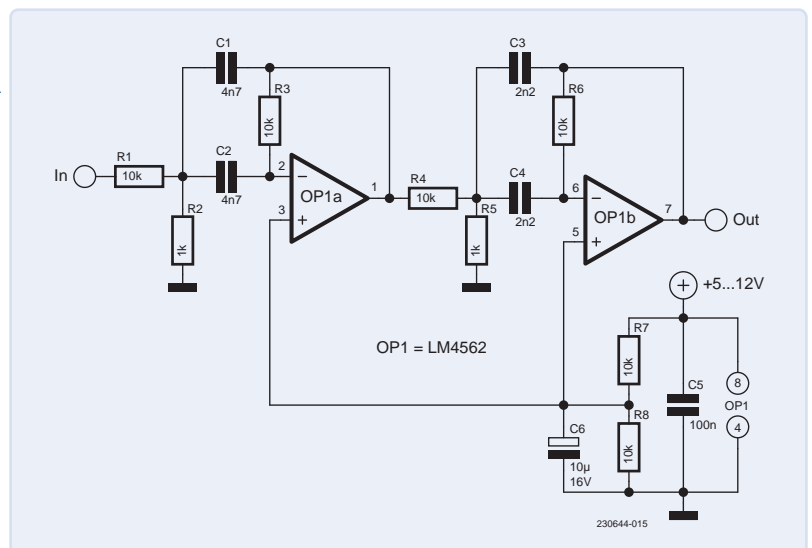 C1
4n7
R3
10k
C2
4n7
In
R1
10k
R2
1k
2
3
−
+
OP1a
1
C3
2n2
R6
10k
R4
10k
C4
2n2
R5
1k
6
5
−
+
OP1b
7
Out
+
+5...12V
OP1 = LM4562
R7
10k
C5
100n
8
OP1
4
R8
10k
C6
10µ
16V
230644-015